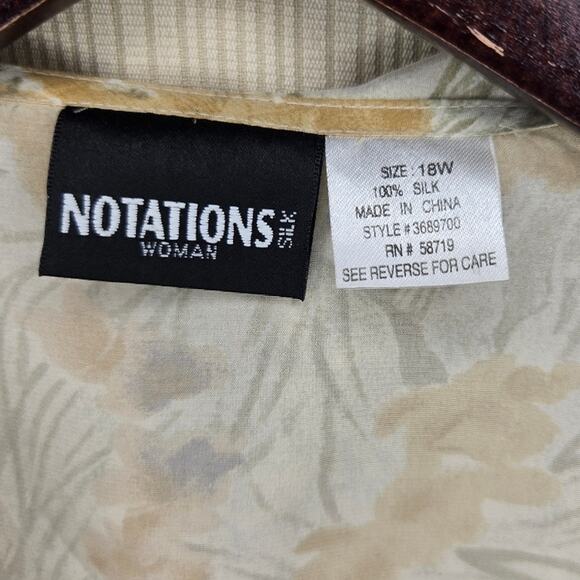 NOTATIONS SILK
WOMAN
SIZE : 18W
100% SILK
MADE IN CHINA
STYLE # 3689700
RN # 58719
SEE REVERSE FOR CARE